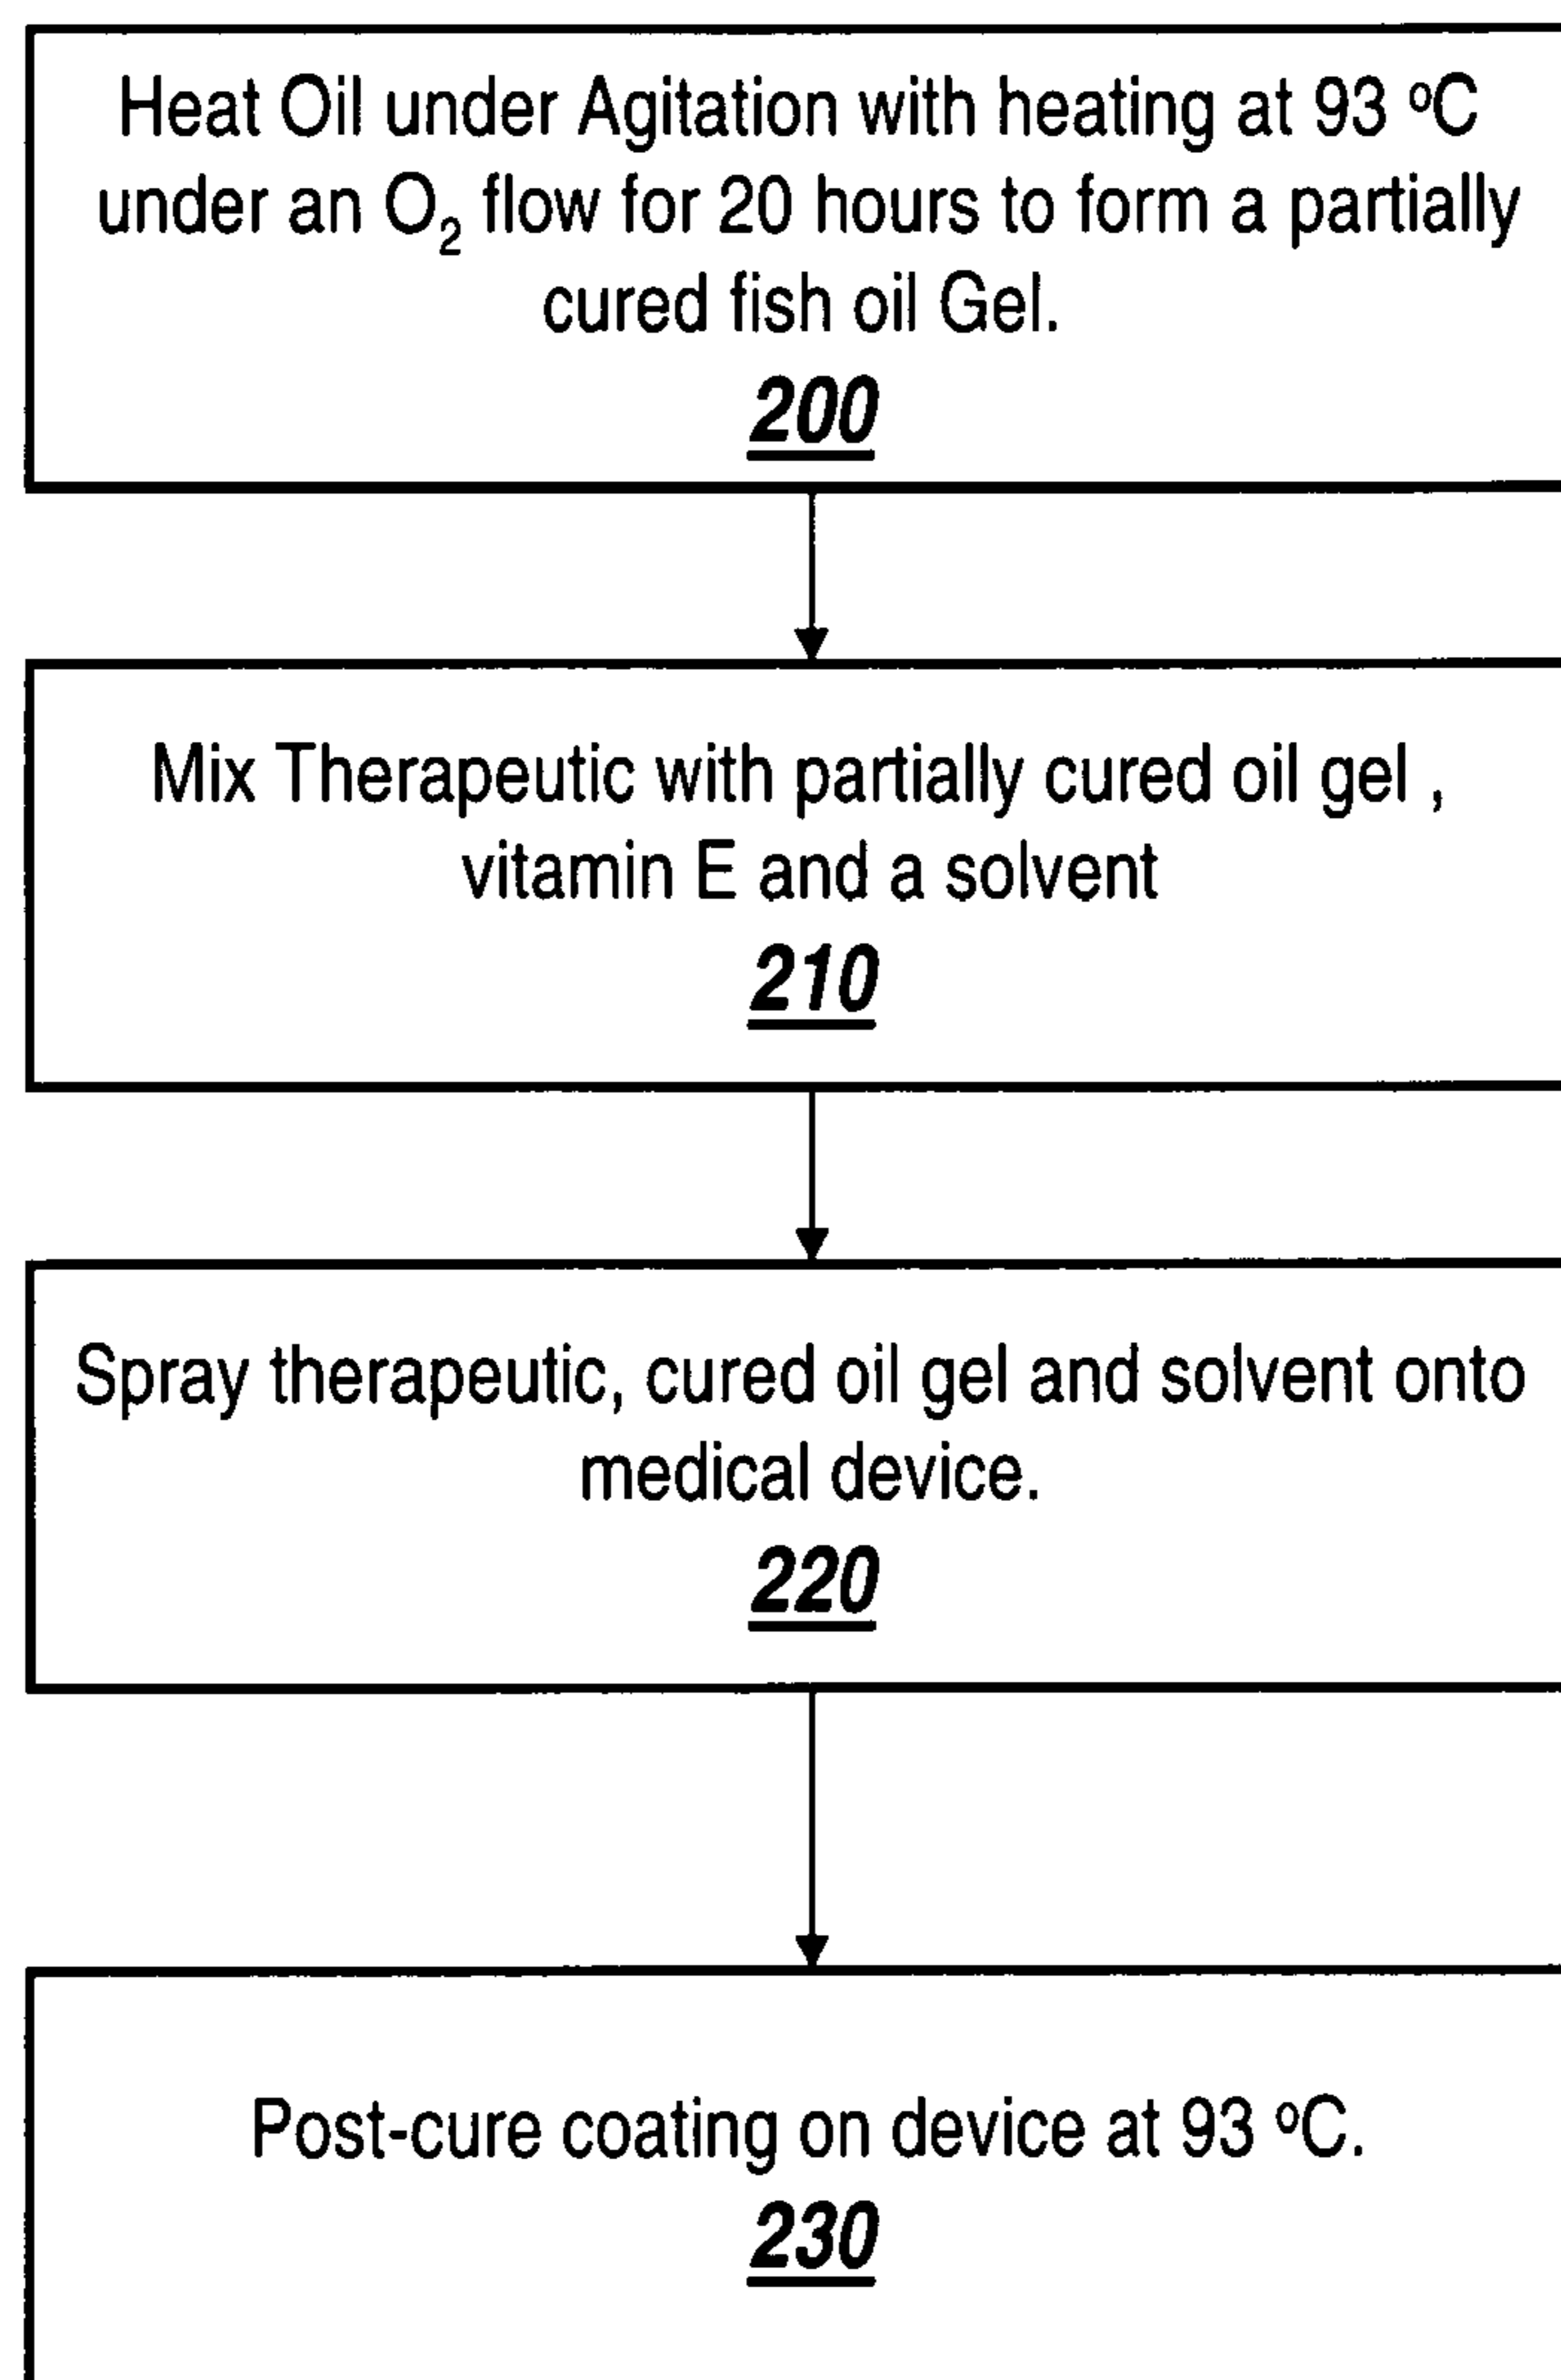 Heat Oil under Agitation with heating at 93 °C
under an O₂ flow for 20 hours to form a partially
cured fish oil Gel.
200
Mix Therapeutic with partially cured oil gel ,
vitamin E and a solvent
210
Spray therapeutic, cured oil gel and solvent onto
medical device.
220
Post-cure coating on device at 93 °C.
230